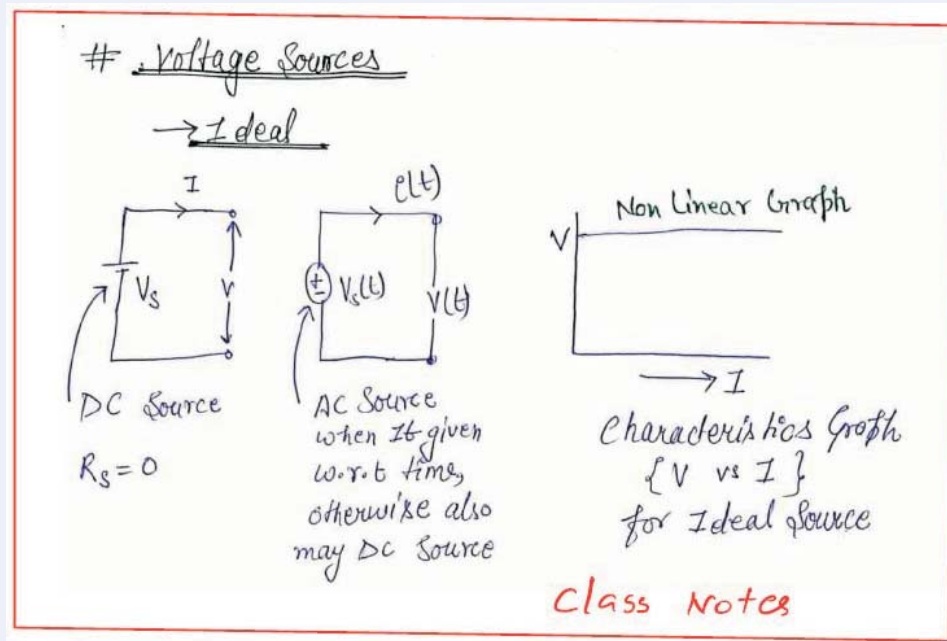 # Voltage Sources
→ Ideal
I
Vs
V
DC Source
Rs = 0
e(t)
Vs(t)
V(t)
AC Source
when It given
w.r.t time,
otherwise also
may DC Source
Non Linear Graph
V
→ I
Characteristics Graph
{V vs I}
for Ideal Source
Class Notes